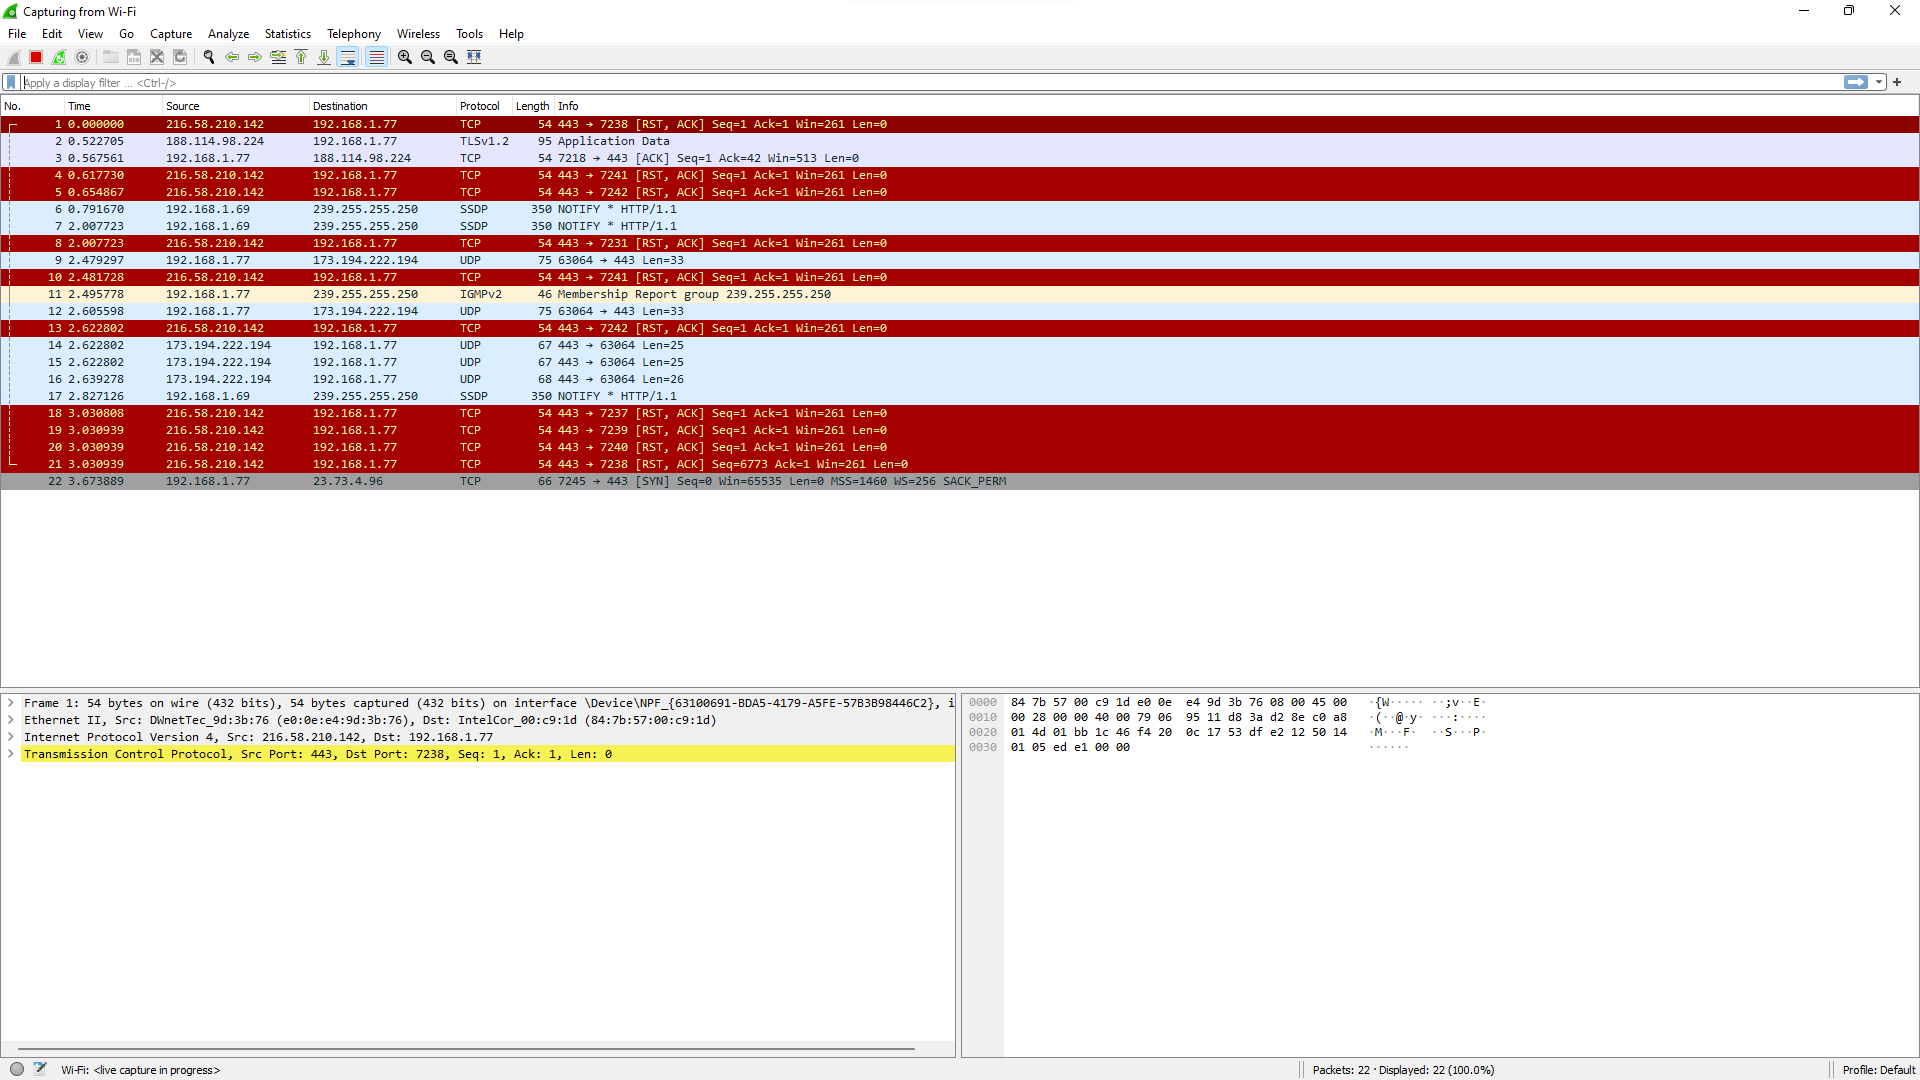 Capturing from Wi-Fi
File Edit View Go Capture Analyze Statistics Telephony Wireless Tools Help
Apply a display filter ... <Ctrl-/>
No. Time Source Destination Protocol Length Info
1 0.000000 216.58.210.142 192.168.1.77 TCP 54 443 → 7238 [RST, ACK] Seq=1 Ack=1 Win=261 Len=0
2 0.522705 188.114.98.224 192.168.1.77 TLSv1.2 95 Application Data
3 0.567561 192.168.1.77 188.114.98.224 TCP 54 7218 → 443 [ACK] Seq=1 Ack=42 Win=513 Len=0
4 0.617730 216.58.210.142 192.168.1.77 TCP 54 443 → 7241 [RST, ACK] Seq=1 Ack=1 Win=261 Len=0
5 0.654867 216.58.210.142 192.168.1.77 TCP 54 443 → 7242 [RST, ACK] Seq=1 Ack=1 Win=261 Len=0
6 0.791670 192.168.1.69 239.255.255.250 SSDP 350 NOTIFY * HTTP/1.1
7 2.007723 192.168.1.69 239.255.255.250 SSDP 350 NOTIFY * HTTP/1.1
8 2.007723 216.58.210.142 192.168.1.77 TCP 54 443 → 7231 [RST, ACK] Seq=1 Ack=1 Win=261 Len=0
9 2.479297 192.168.1.77 173.194.222.194 UDP 75 63064 → 443 Len=33
10 2.481728 216.58.210.142 192.168.1.77 TCP 54 443 → 7241 [RST, ACK] Seq=1 Ack=1 Win=261 Len=0
11 2.495778 192.168.1.77 239.255.255.250 IGMPv2 46 Membership Report group 239.255.255.250
12 2.605598 192.168.1.77 173.194.222.194 UDP 75 63064 → 443 Len=33
13 2.622802 216.58.210.142 192.168.1.77 TCP 54 443 → 7242 [RST, ACK] Seq=1 Ack=1 Win=261 Len=0
14 2.622802 173.194.222.194 192.168.1.77 UDP 67 443 → 63064 Len=25
15 2.622802 173.194.222.194 192.168.1.77 UDP 67 443 → 63064 Len=25
16 2.639278 173.194.222.194 192.168.1.77 UDP 68 443 → 63064 Len=26
17 2.827126 192.168.1.69 239.255.255.250 SSDP 350 NOTIFY * HTTP/1.1
18 3.030808 216.58.210.142 192.168.1.77 TCP 54 443 → 7237 [RST, ACK] Seq=1 Ack=1 Win=261 Len=0
19 3.030939 216.58.210.142 192.168.1.77 TCP 54 443 → 7239 [RST, ACK] Seq=1 Ack=1 Win=261 Len=0
20 3.030939 216.58.210.142 192.168.1.77 TCP 54 443 → 7240 [RST, ACK] Seq=1 Ack=1 Win=261 Len=0
21 3.030939 216.58.210.142 192.168.1.77 TCP 54 443 → 7238 [RST, ACK] Seq=6773 Ack=1 Win=261 Len=0
22 3.673889 192.168.1.77 23.73.4.96 TCP 66 7245 → 443 [SYN] Seq=0 Win=65535 Len=0 MSS=1460 WS=256 SACK_PERM
Frame 1: 54 bytes on wire (432 bits), 54 bytes captured (432 bits) on interface \Device\NPF_{63100691-BDA5-4179-A5FE-57B3B98446C2}, i
Ethernet II, Src: DWnetTec_9d:3b:76 (e0:0e:e4:9d:3b:76), Dst: IntelCor_00:c9:1d (84:7b:57:00:c9:1d)
Internet Protocol Version 4, Src: 216.58.210.142, Dst: 192.168.1.77
Transmission Control Protocol, Src Port: 443, Dst Port: 7238, Seq: 1, Ack: 1, Len: 0
0000 84 7b 57 00 c9 1d e0 0e e4 9d 3b 76 08 00 45 00 ·{W····· ··;v··E·
0010 00 28 00 00 40 00 79 06 95 11 d8 3a d2 8e c0 a8 ·(··@·y· ···:····
0020 01 4d 01 bb 1c 46 f4 20 0c 17 53 df e2 12 50 14 ·M···F· ··S···P·
0030 01 05 ed e1 00 00 ······
Wi-Fi: <live capture in progress>
Packets: 22 · Displayed: 22 (100.0%)
Profile: Default